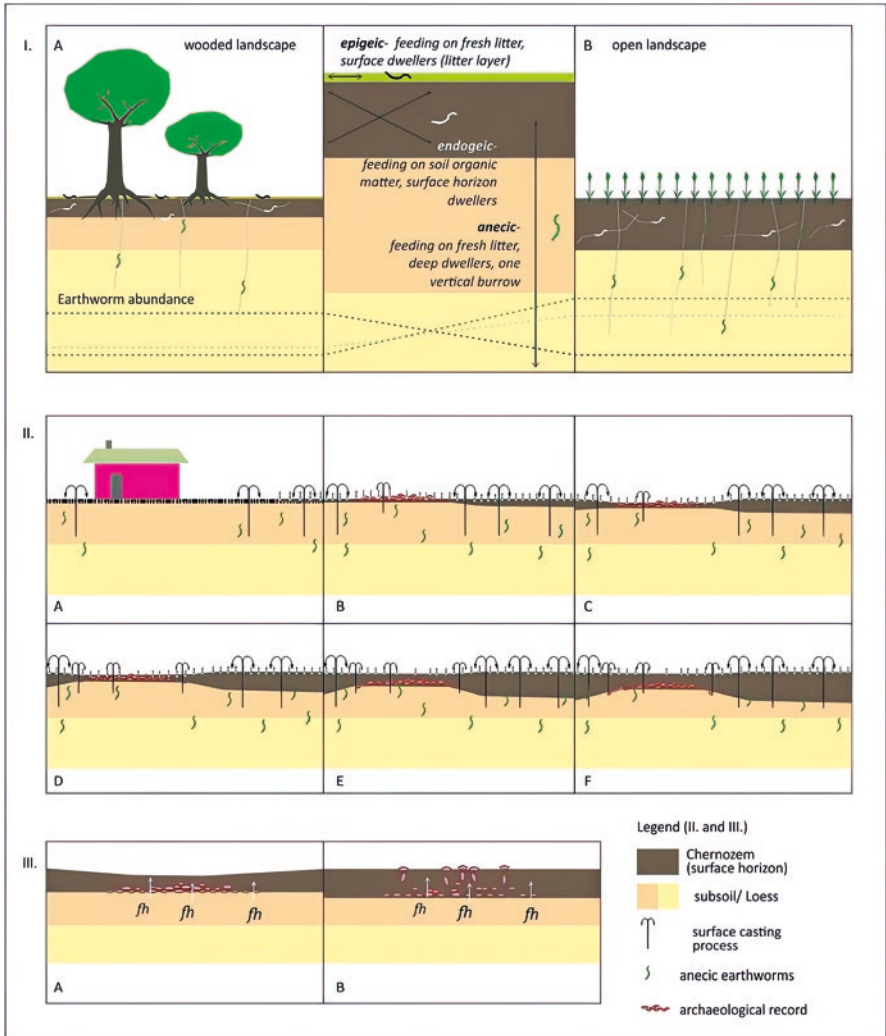 I.
A
wooded landscape
epigeic- feeding on fresh litter,
surface dwellers (litter layer)
endogeic-
feeding on soil organic
matter, surface horizon
dwellers
anecic-
feeding on fresh litter,
deep dwellers, one
vertical burrow
B
open landscape
Earthworm abundance
II.
A
B
C
D
E
F
III.
fh
fh
fh
A
fh
fh
fh
B
Legend (II. and III.)
Chernozem
(surface horizon)
subsoil/ Loess
surface casting
process
anecic earthworms
archaeological record